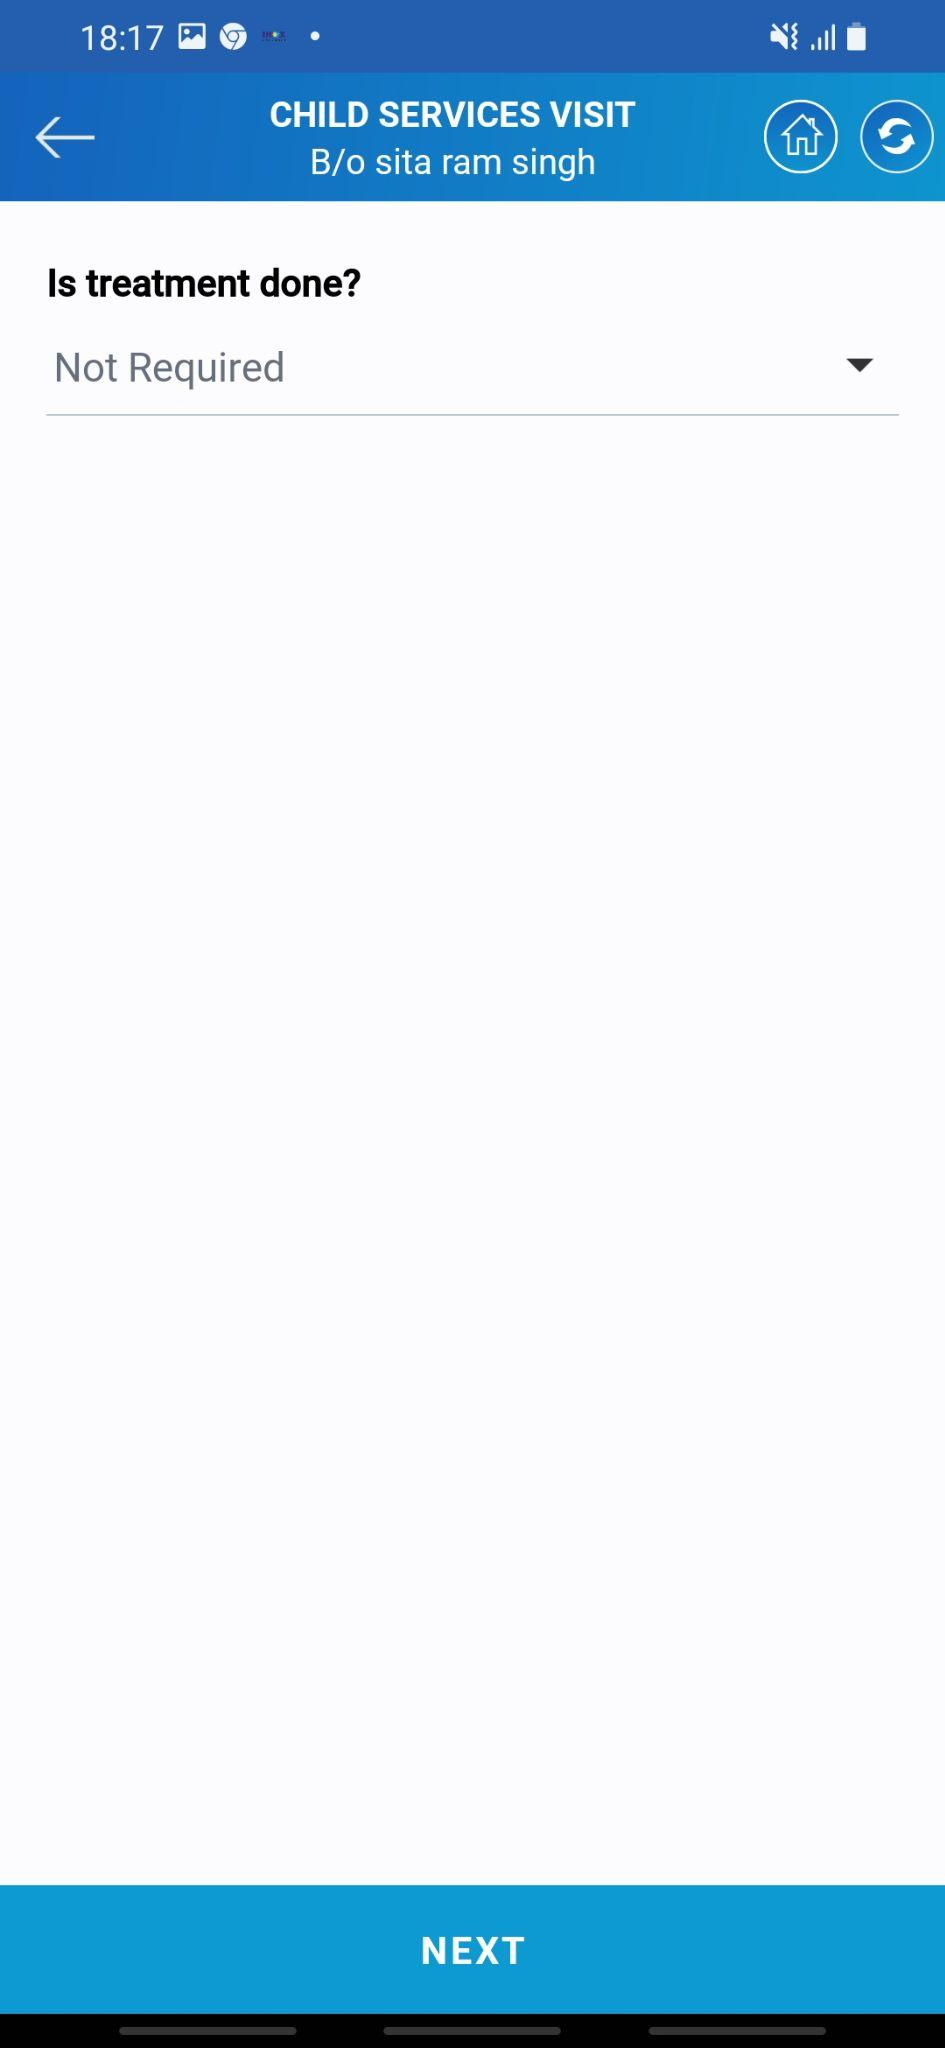 18:17
CHILD SERVICES VISIT
B/o sita ram singh
Is treatment done?
Not Required
NEXT